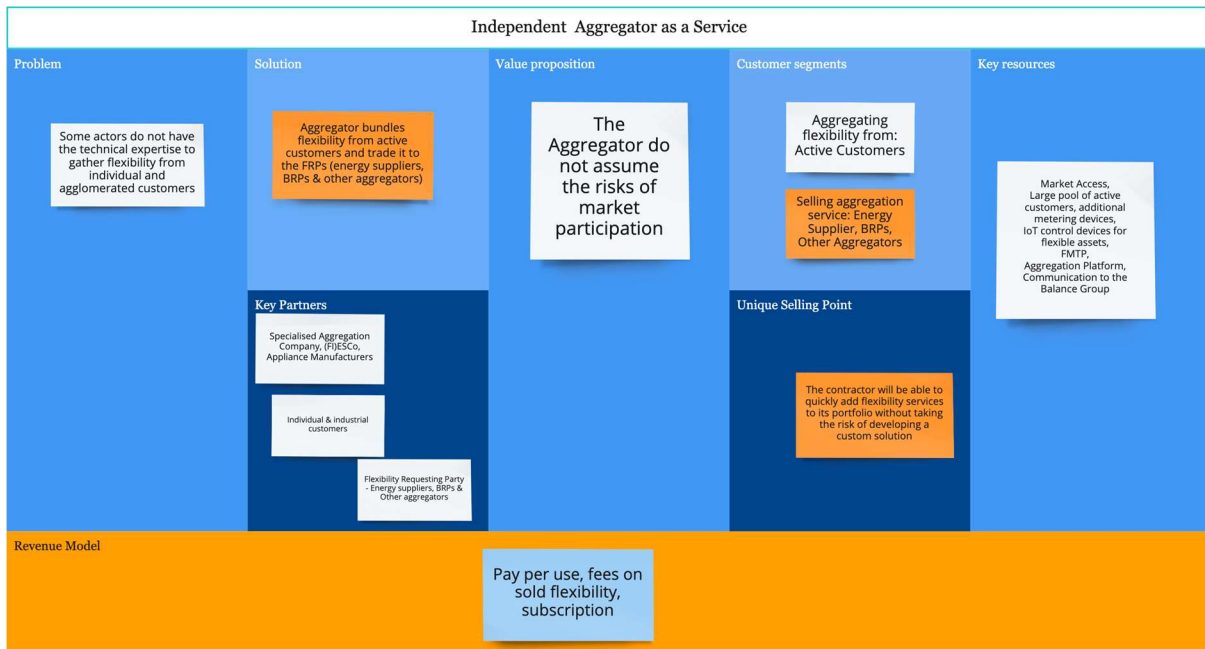 Independent Aggregator as a Service
Problem
Some actors do not have
the technical expertise to
gather flexibility from
individual and
agglomerated customers
Solution
Aggregator bundles
flexibility from active
customers and trade it to
the FRPs (energy suppliers,
BRPs & other aggregators)
Key Partners
Specialised Aggregation
Company, (FI)ESCo,
Appliance Manufacturers
Individual & industrial
customers
Flexibility Requesting Party
- Energy suppliers, BRPs &
Other aggregators
Value proposition
The
Aggregator do
not assume
the risks of
market
participation
Customer segments
Aggregating
flexibility from:
Active Customers
Selling aggregation
service: Energy
Supplier, BRPs,
Other Aggregators
Unique Selling Point
The contractor will be able to
quickly add flexibility services
to its portfolio without taking
the risk of developing a
custom solution
Key resources
Market Access,
Large pool of active
customers, additional
metering devices,
IoT control devices for
flexible assets,
FMTP,
Aggregation Platform,
Communication to the
Balance Group
Revenue Model
Pay per use, fees on
sold flexibility,
subscription